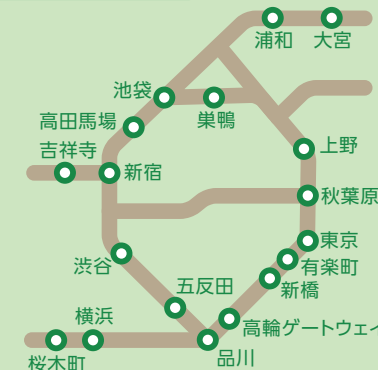 浦和 大宮
池袋
巣鴨
高田馬場
吉祥寺
上野
新宿
秋葉原
東京
渋谷
有楽町
五反田
新橋
横浜
高輪ゲートウェイ
品川
桜木町